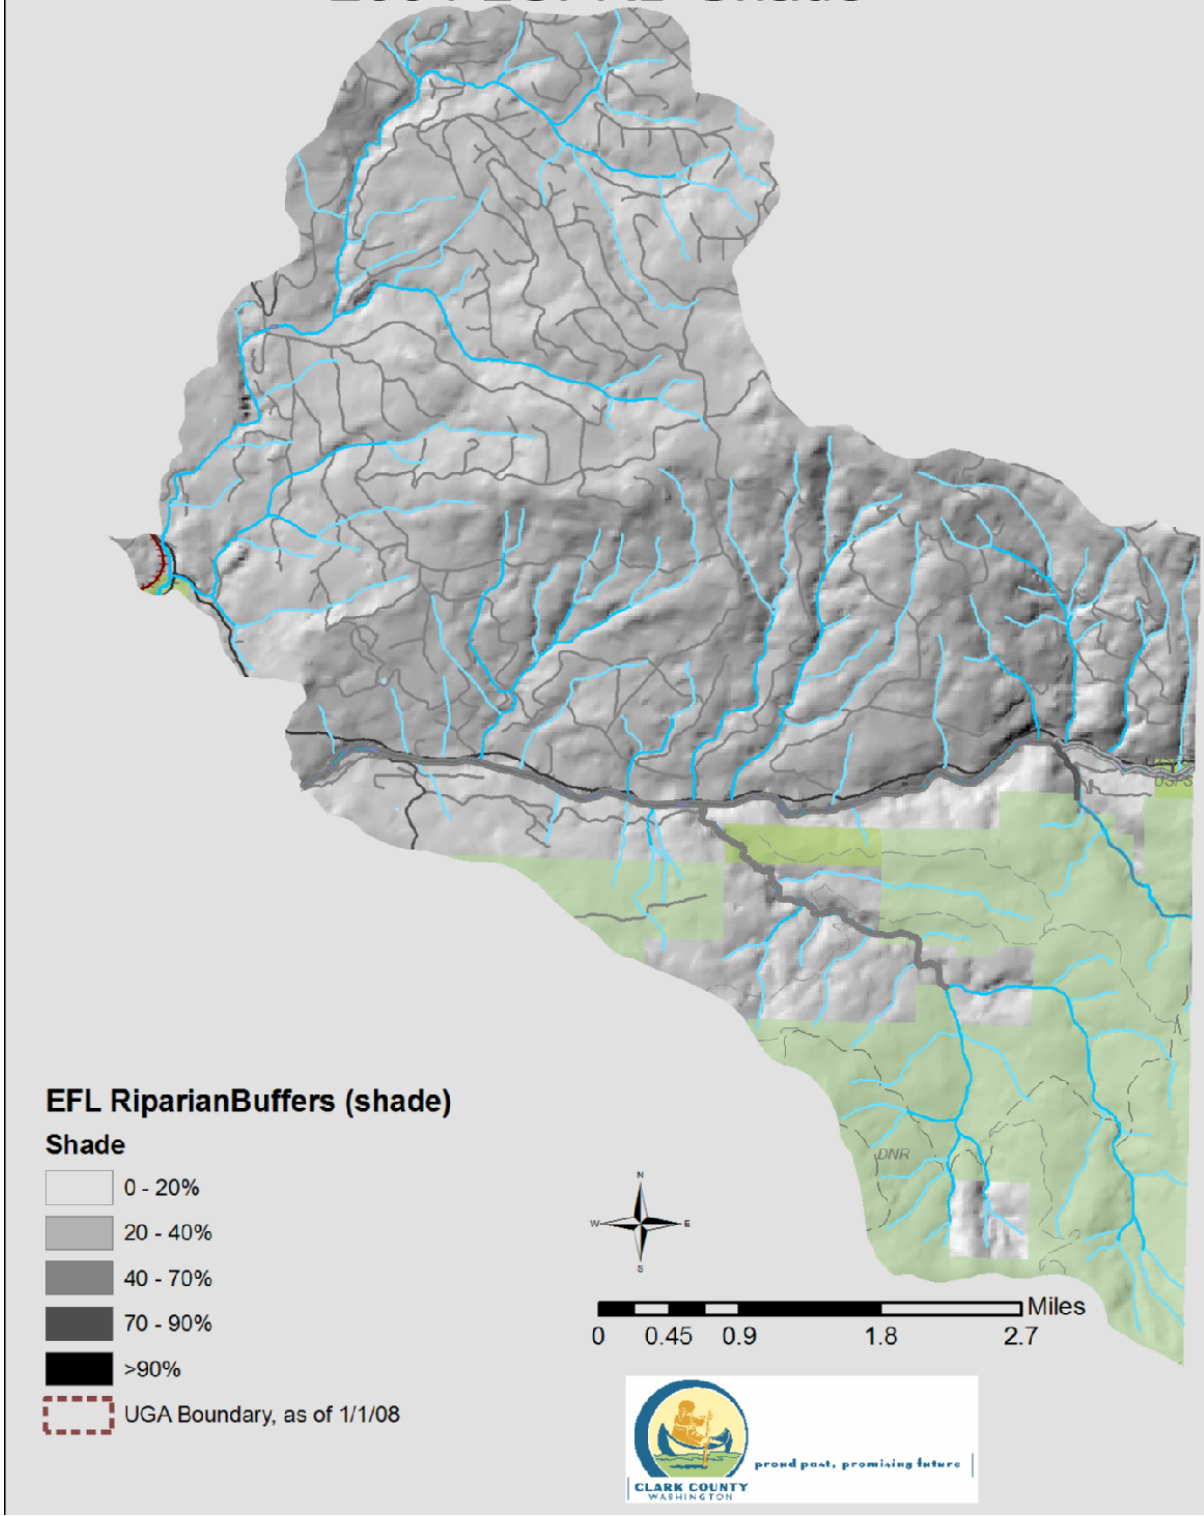 EFL RiparianBuffers (shade)
Shade
0 - 20%
20 - 40%
40 - 70%
70 - 90%
>90%
UGA Boundary, as of 1/1/08
DNR
N
W
E
S
Miles
0 0.45 0.9 1.8 2.7
proud past, promising future
CLARK COUNTY
WASHINGTON